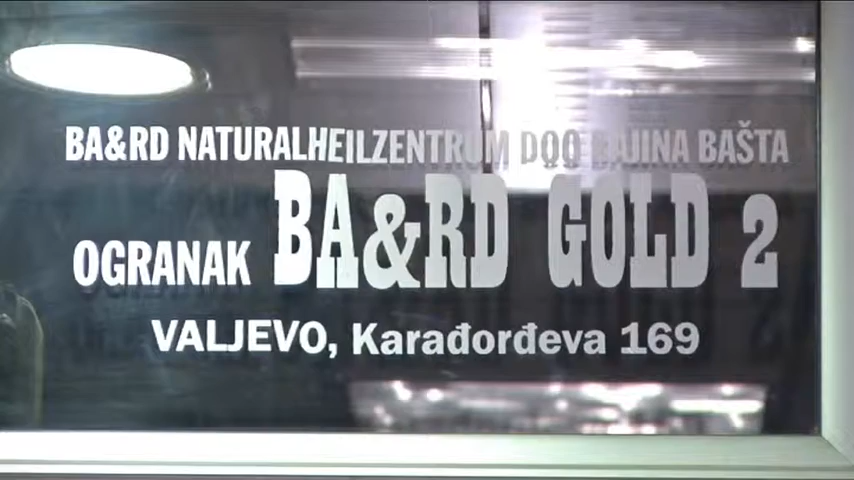 BA&RD NATURALHEILZENTRUM DOO BAJINA BAŠTA
OGRANAK BA&RD GOLD 2
VALJEVO, Karađorđeva 169